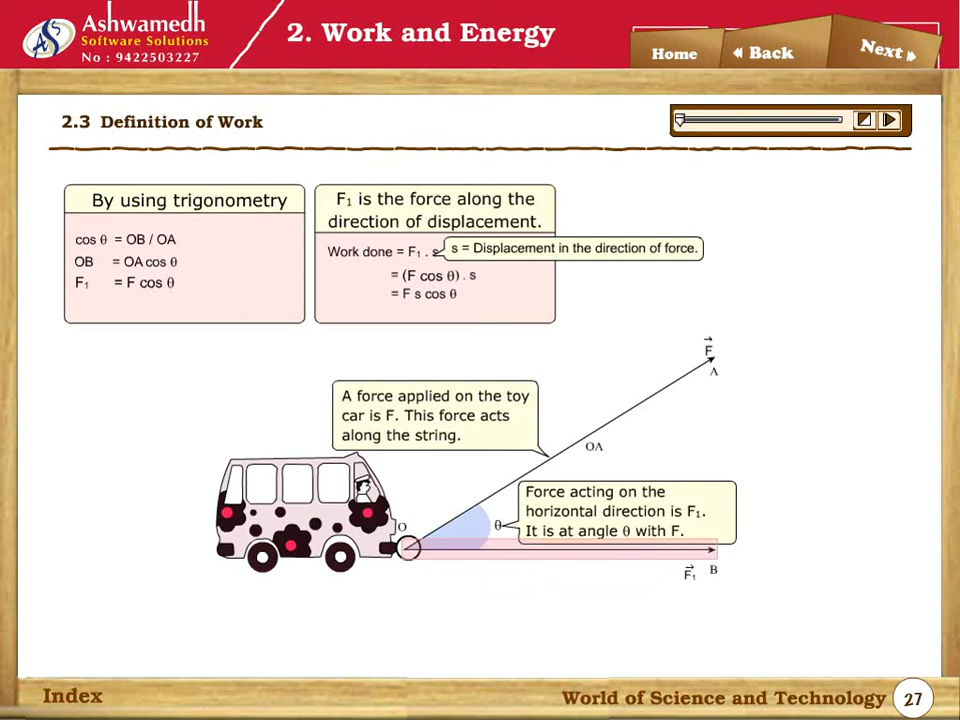 Ashwamedh
Software Solutions
No : 9422503227
2. Work and Energy
Home
Back
Next
2.3 Definition of Work
By using trigonometry
cos θ = OB / OA
OB = OA cos θ
F₁ = F cos θ
F₁ is the force along the
direction of displacement.
Work done = F₁ . s
s = Displacement in the direction of force.
= (F cos θ) . s
= F s cos θ
F
A
A force applied on the toy
car is F. This force acts
along the string.
OA
Force acting on the
horizontal direction is F₁.
It is at angle θ with F.
O
θ
F₁
B
Index
World of Science and Technology
27